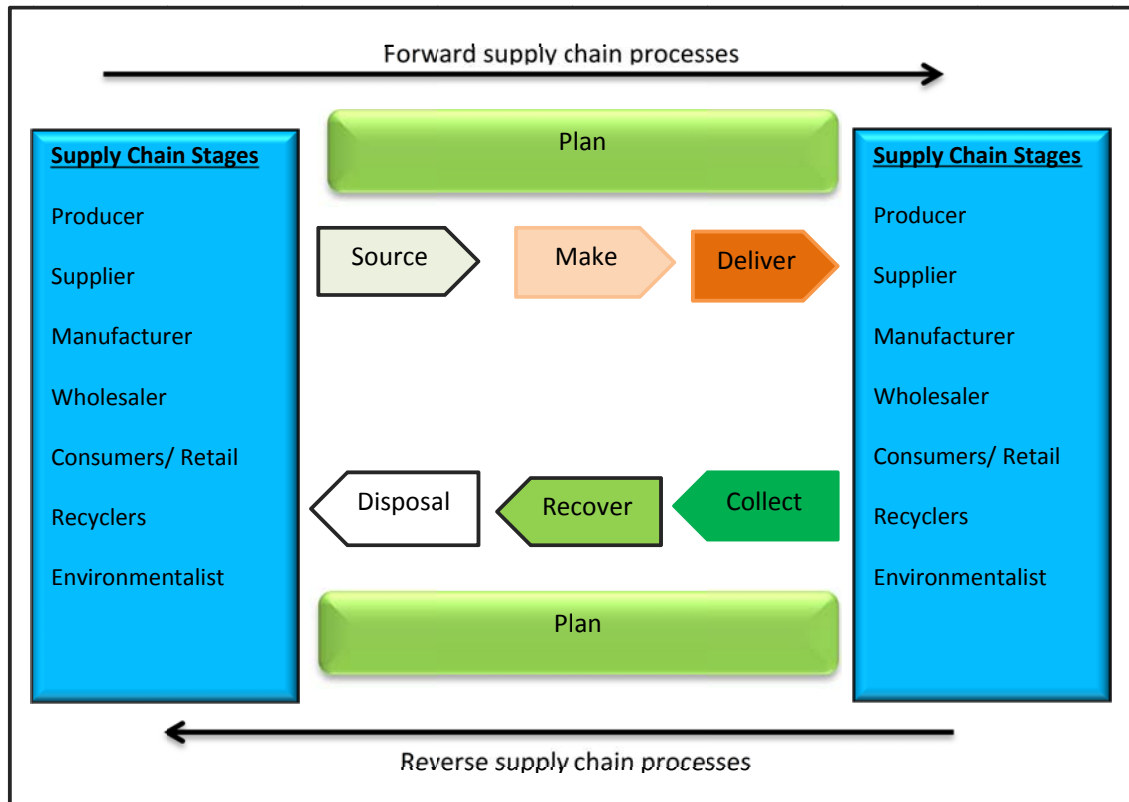 Forward supply chain processes
Supply Chain Stages
Producer
Supplier
Manufacturer
Wholesaler
Consumers/ Retail
Recyclers
Environmentalist
Plan
Source
Make
Deliver
Disposal
Recover
Collect
Plan
Supply Chain Stages
Producer
Supplier
Manufacturer
Wholesaler
Consumers/ Retail
Recyclers
Environmentalist
Reverse supply chain processes